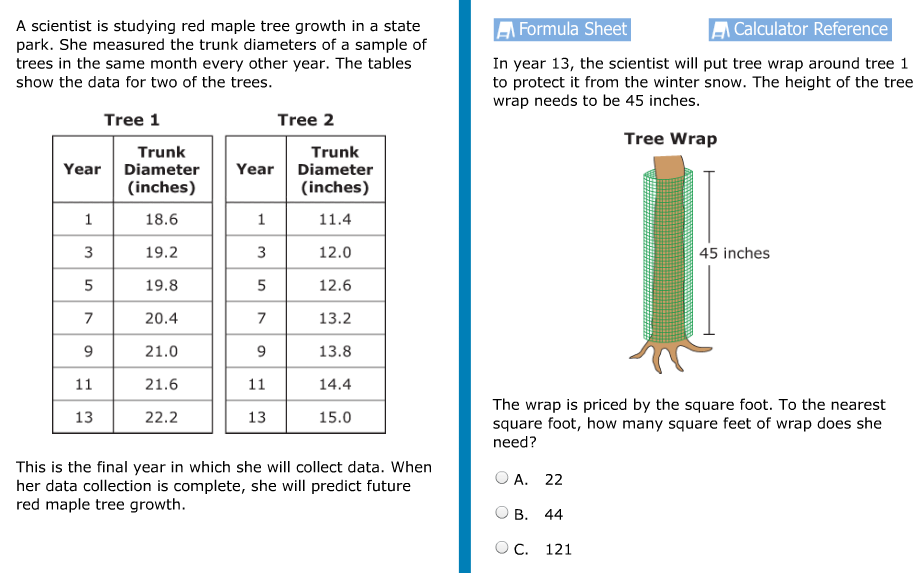 A scientist is studying red maple tree growth in a state
park. She measured the trunk diameters of a sample of
trees in the same month every other year. The tables
show the data for two of the trees.
Tree 1
Year Trunk Diameter (inches)
1 18.6
3 19.2
5 19.8
7 20.4
9 21.0
11 21.6
13 22.2
Tree 2
Year Trunk Diameter (inches)
1 11.4
3 12.0
5 12.6
7 13.2
9 13.8
11 14.4
13 15.0
This is the final year in which she will collect data. When
her data collection is complete, she will predict future
red maple tree growth.
Formula Sheet
Calculator Reference
In year 13, the scientist will put tree wrap around tree 1
to protect it from the winter snow. The height of the tree
wrap needs to be 45 inches.
Tree Wrap
45 inches
The wrap is priced by the square foot. To the nearest
square foot, how many square feet of wrap does she
need?
A. 22
B. 44
C. 121